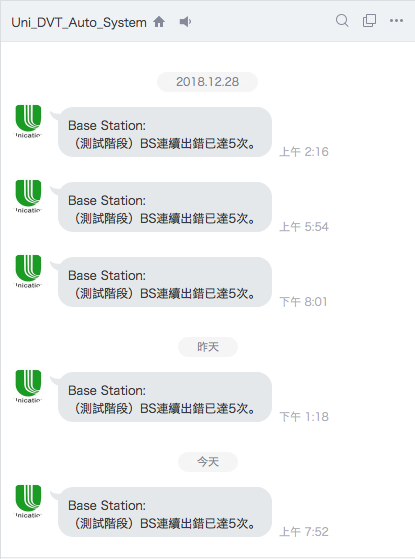 Uni_DVT_Auto_System
2018.12.28
Base Station:
（測試階段）BS連續出錯已達5次。
上午 2:16
Base Station:
（測試階段）BS連續出錯已達5次。
上午 5:54
Base Station:
（測試階段）BS連續出錯已達5次。
下午 8:01
昨天
Base Station:
（測試階段）BS連續出錯已達5次。
下午 1:18
今天
Base Station:
（測試階段）BS連續出錯已達5次。
上午 7:52